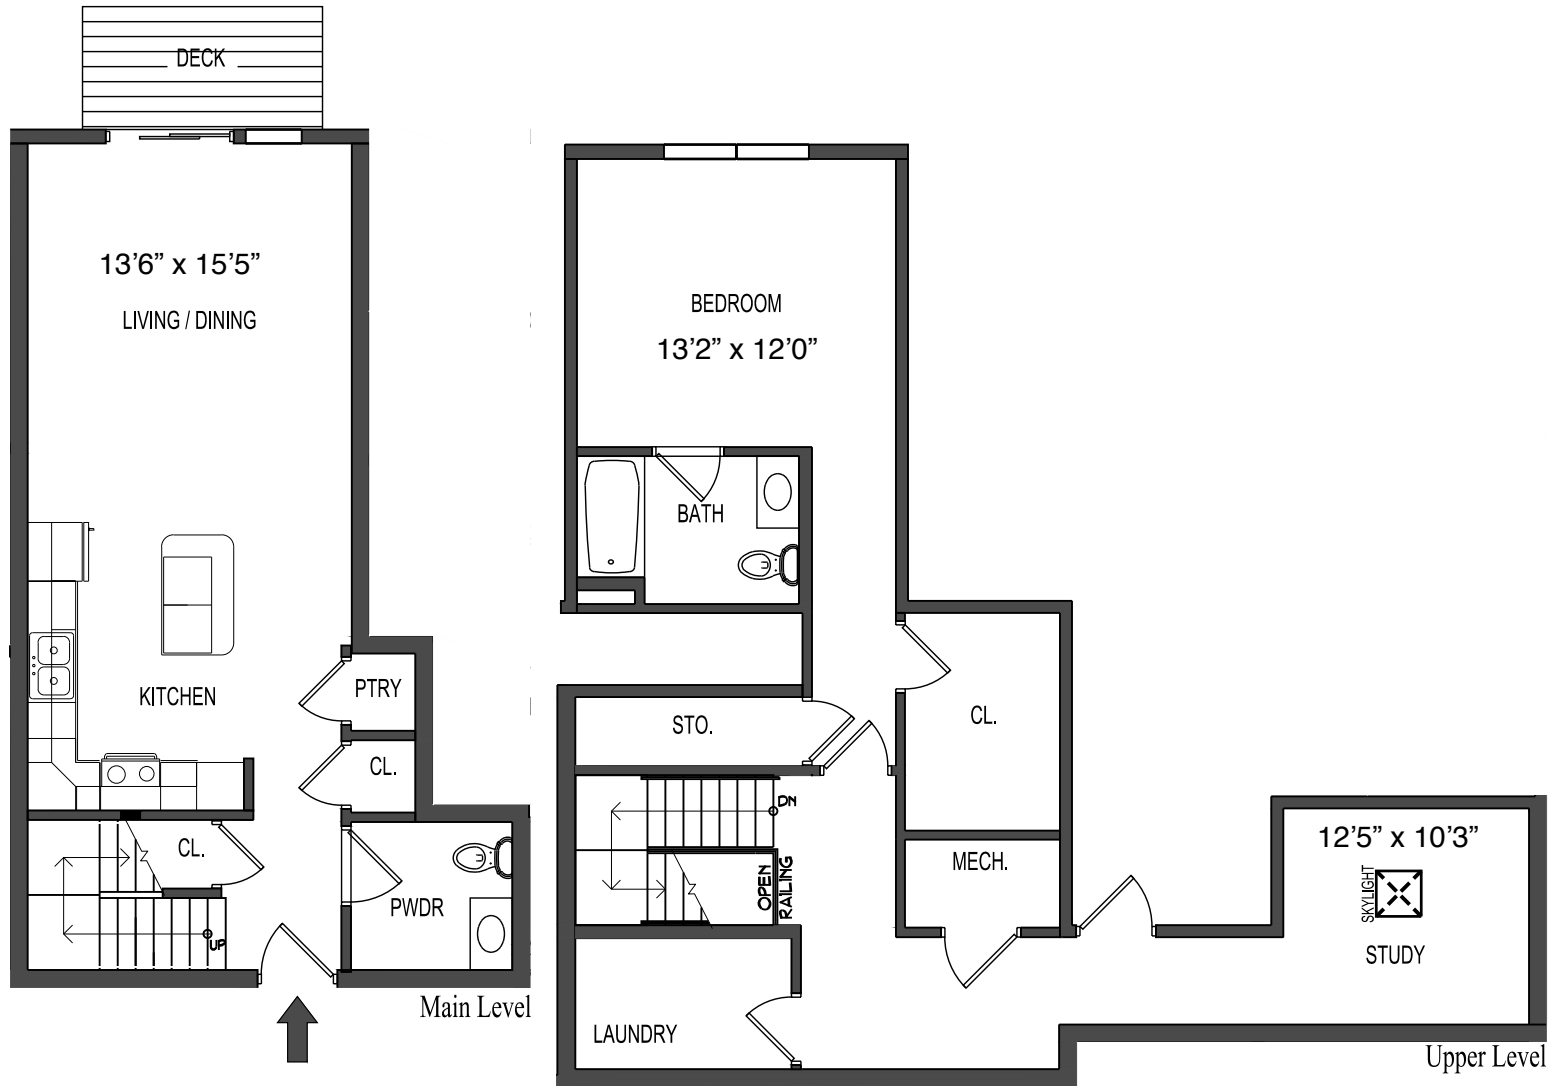 DECK
13’6” x 15’5”
LIVING / DINING
KITCHEN
PTRY
CL.
CL.
PWDR
UP
Main Level
BEDROOM
13’2” x 12’0”
BATH
STO.
CL.
DN
OPEN
RAILING
MECH.
LAUNDRY
12’5” x 10’3”
SKYLIGHT
STUDY
Upper Level